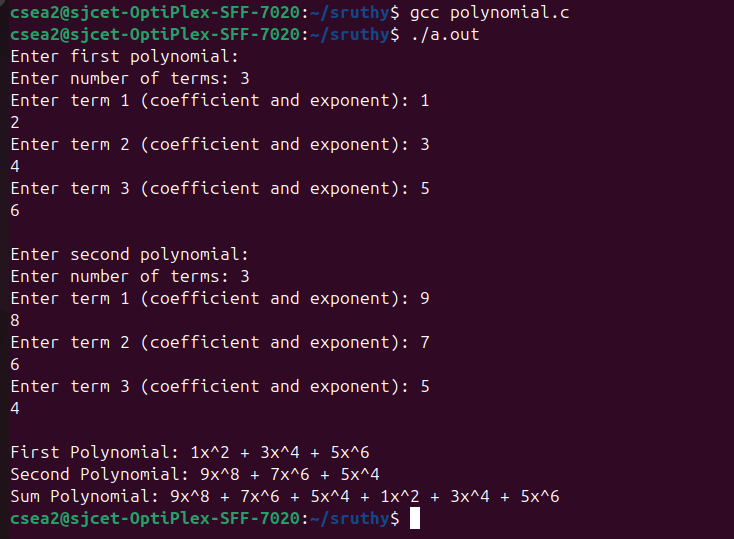 csea2@sjcet-OptiPlex-SFF-7020:~/sruthy$ gcc polynomial.c
csea2@sjcet-OptiPlex-SFF-7020:~/sruthy$ ./a.out
Enter first polynomial:
Enter number of terms: 3
Enter term 1 (coefficient and exponent): 1
2
Enter term 2 (coefficient and exponent): 3
4
Enter term 3 (coefficient and exponent): 5
6

Enter second polynomial:
Enter number of terms: 3
Enter term 1 (coefficient and exponent): 9
8
Enter term 2 (coefficient and exponent): 7
6
Enter term 3 (coefficient and exponent): 5
4

First Polynomial: 1x^2 + 3x^4 + 5x^6
Second Polynomial: 9x^8 + 7x^6 + 5x^4
Sum Polynomial: 9x^8 + 7x^6 + 5x^4 + 1x^2 + 3x^4 + 5x^6
csea2@sjcet-OptiPlex-SFF-7020:~/sruthy$